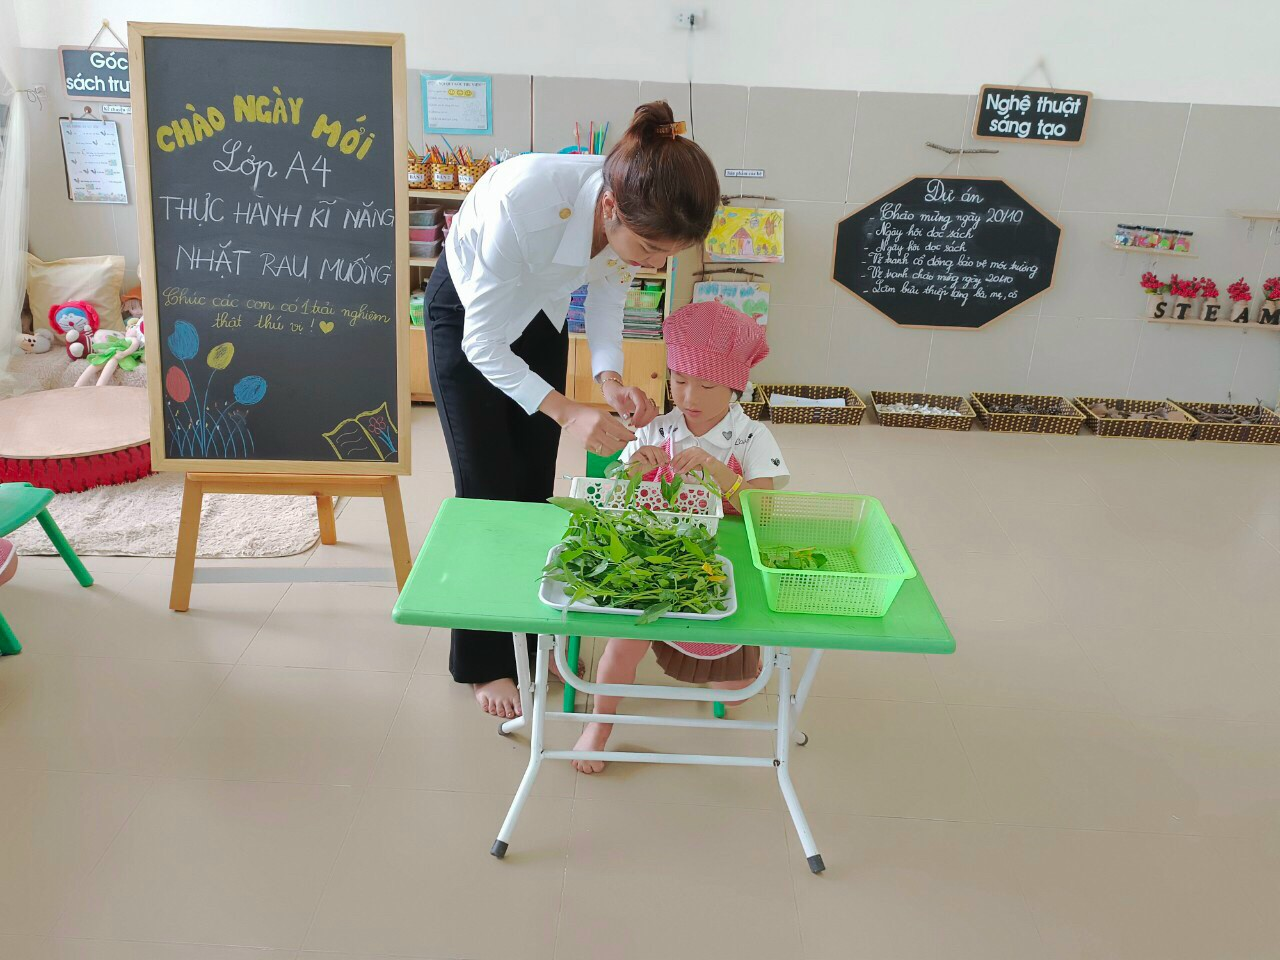 Góc
sách tru
CHÀO NGÀY MỚI
Lớp A4
THỰC HÀNH KĨ NĂNG
NHẶT RAU MUỐNG
Chúc các con có 1 trải nghiệm
thật thú vị !
Nghệ thuật
sáng tạo
Dự án
- Chào mừng ngày 20/10
- Ngày hội đọc sách
- Ngày hội đọc sách
- Vẽ tranh cổ động bảo vệ môi trường
- Vẽ tranh chào mừng ngày 20/10
- Làm bưu thiếp tặng bà, mẹ, cô
STEAM